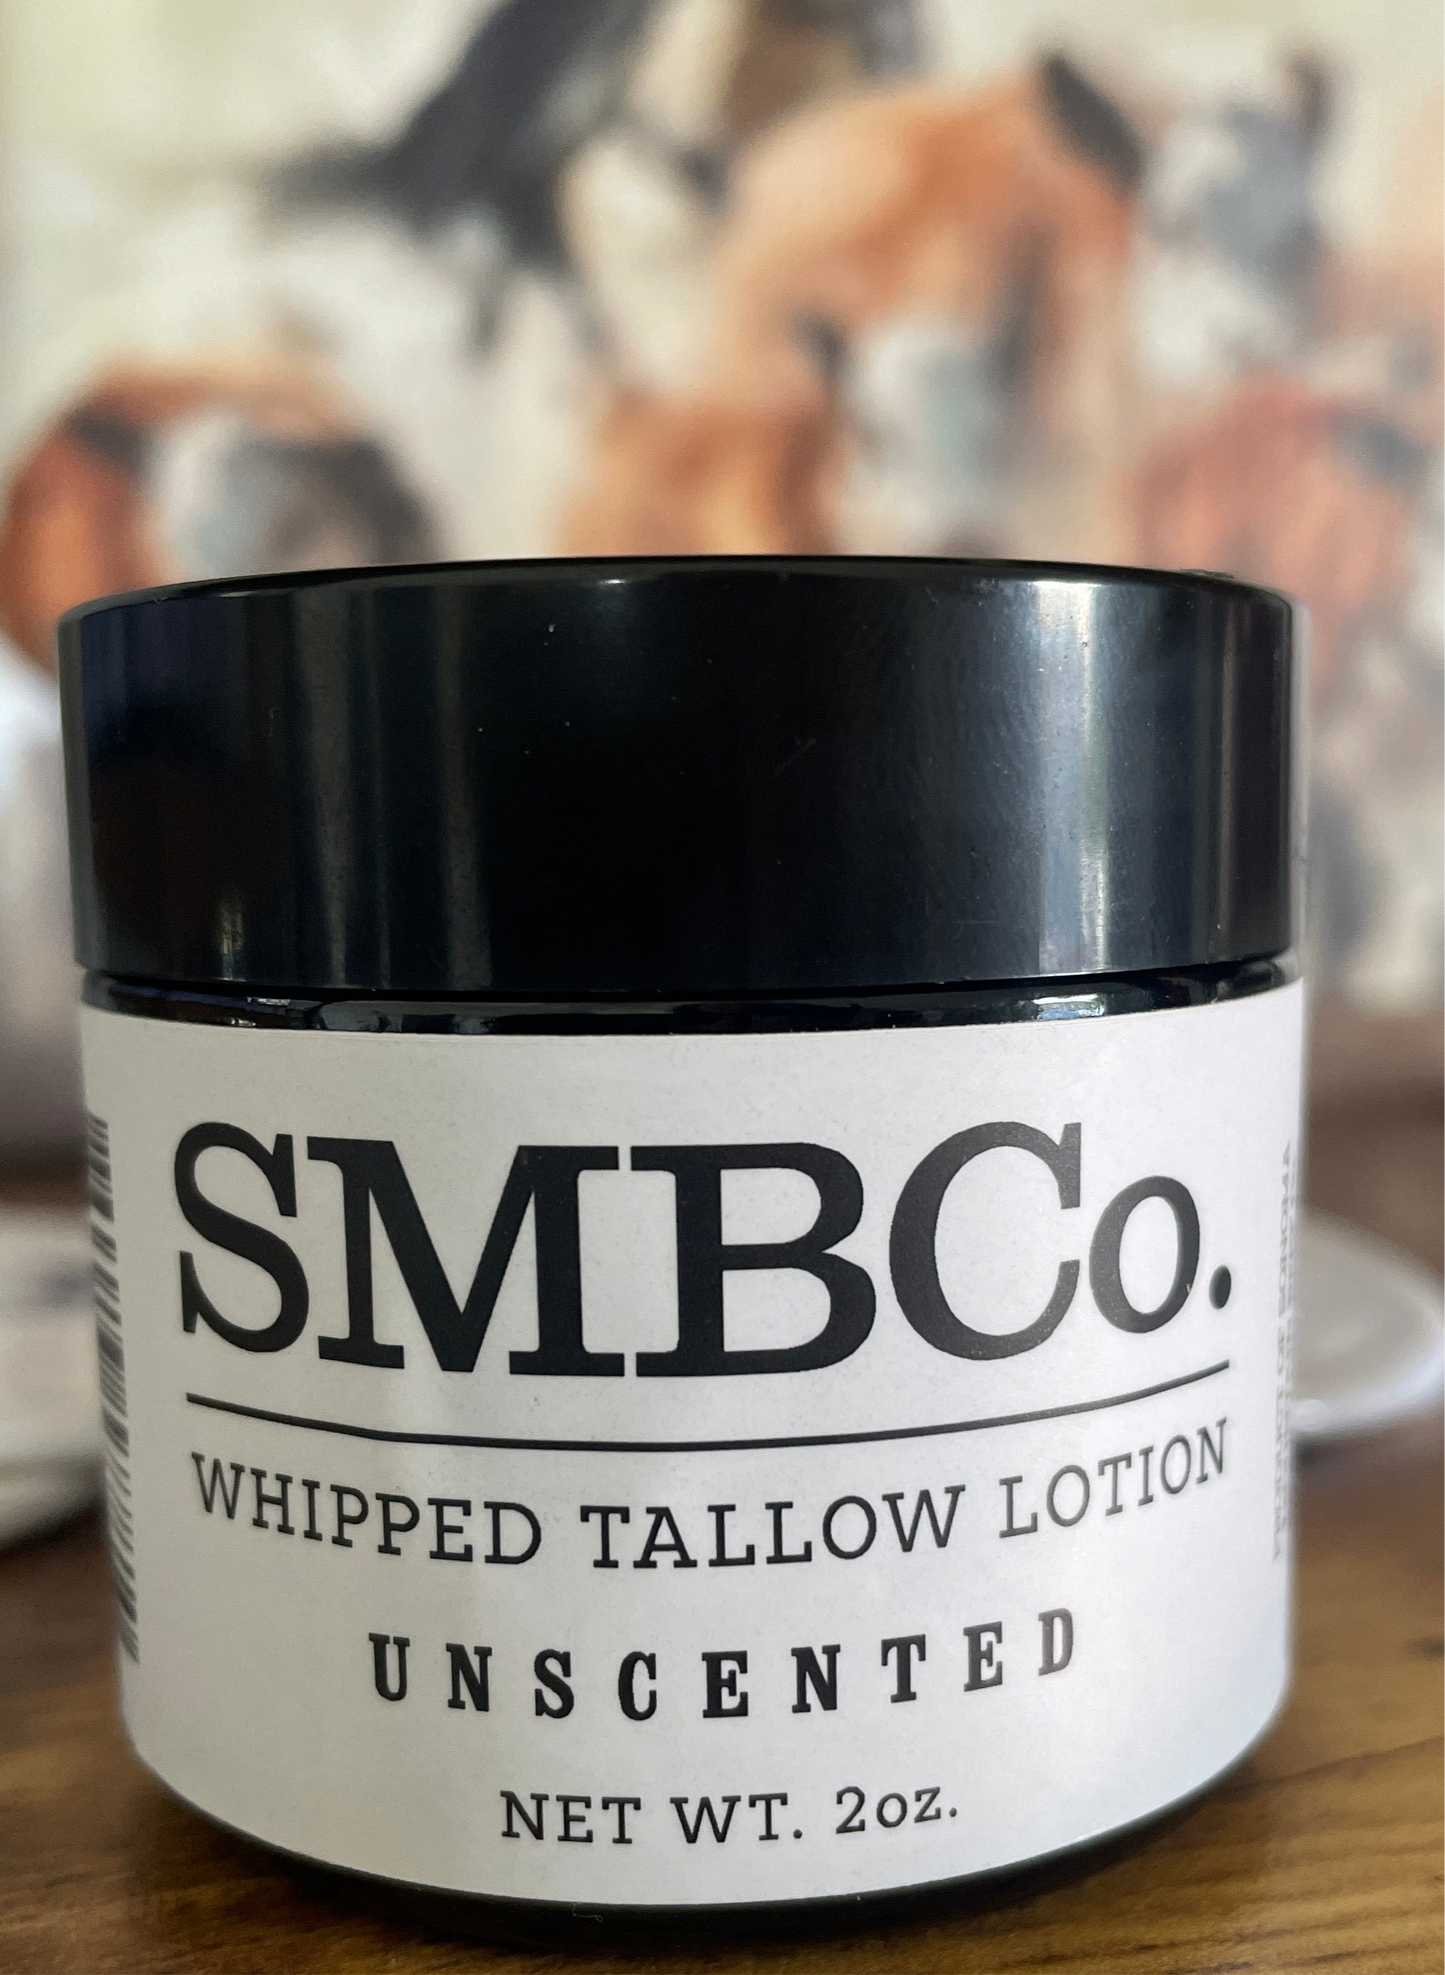 SMBCo.
WHIPPED TALLOW LOTION
UNSCENTED
NET WT. 2oz.